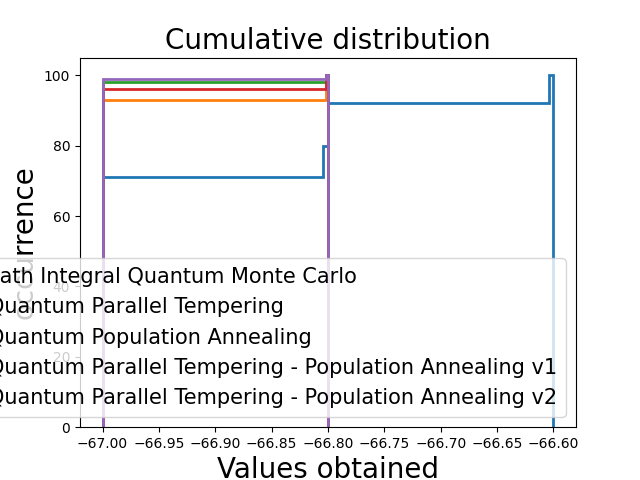 Cumulative distribution
100
80
60
40
20
0
ath Integral Quantum Monte Carlo
Quantum Parallel Tempering
Quantum Population Annealing
Quantum Parallel Tempering - Population Annealing v1
Quantum Parallel Tempering - Population Annealing v2
−67.00 −66.95 −66.90 −66.85 −66.80 −66.75 −66.70 −66.65 −66.60
Values obtained
occurrence